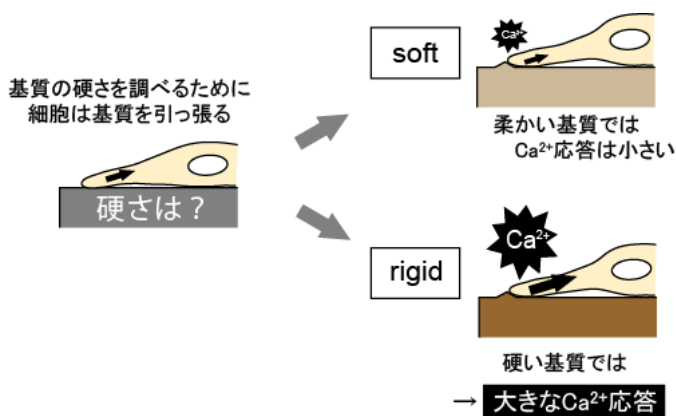 基質の硬さを調べるために
細胞は基質を引っ張る
硬さは？
soft
Ca²⁺
柔かい基質では
Ca²⁺応答は小さい
rigid
Ca²⁺
硬い基質では
→ 大きなCa²⁺応答